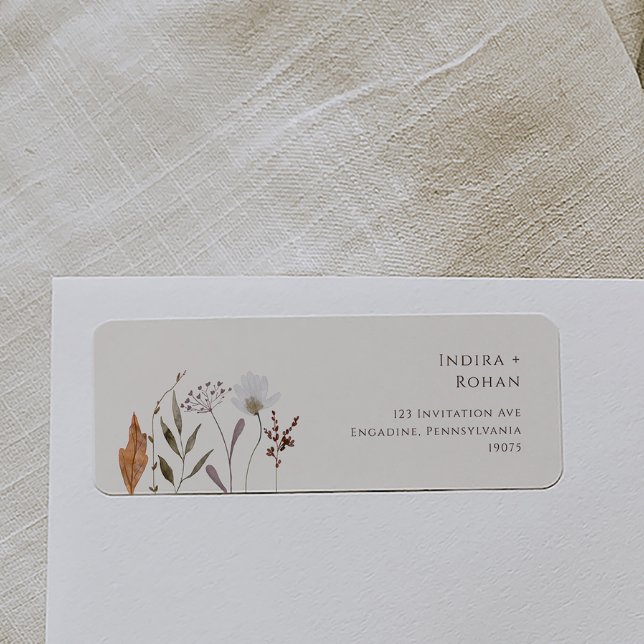 Indira +
Rohan
123 Invitation Ave
Engadine, Pennsylvania
19075